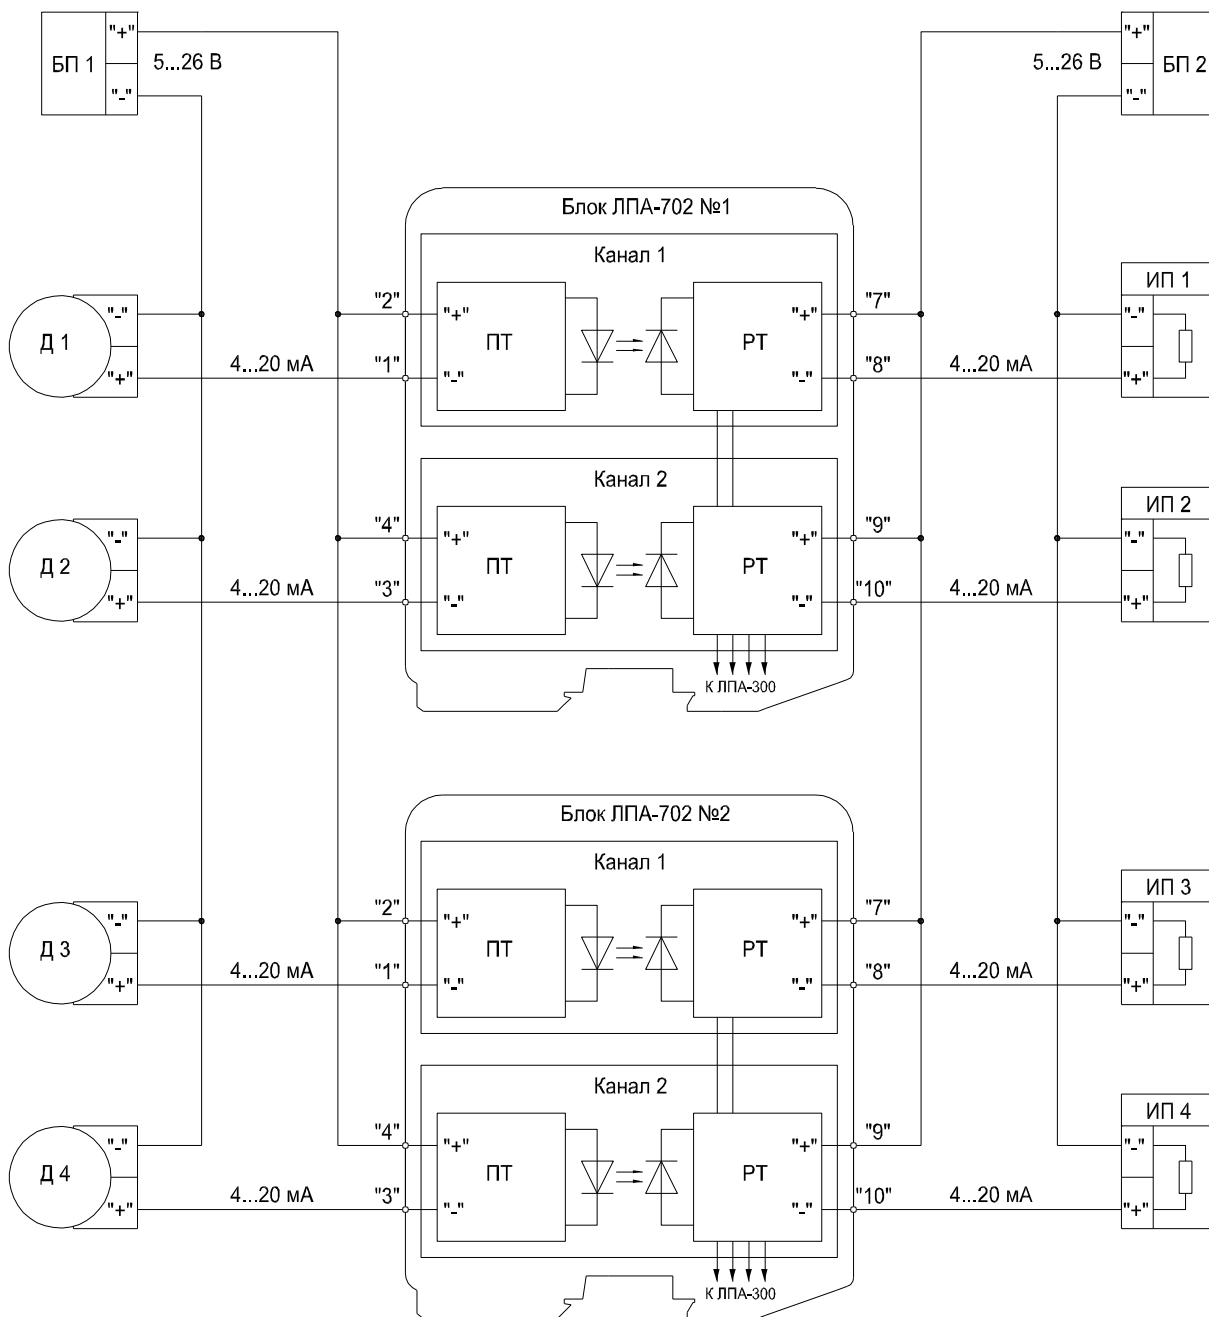 "+"
БП 1
5...26 В
"-"
"+"
5...26 В
БП 2
"-"
Блок ЛПА-702 №1
Канал 1
"2"
"+"
ПТ
"1"
"-"
"+"
РТ
"-"
"7"
"8"
"-"
Д 1
"+"
4...20 мА
4...20 мА
ИП 1
"-"
"+"
Канал 2
"4"
"+"
ПТ
"3"
"-"
"+"
РТ
"-"
"9"
"10"
"-"
Д 2
"+"
4...20 мА
4...20 мА
ИП 2
"-"
"+"
К ЛПА-300
Блок ЛПА-702 №2
Канал 1
"2"
"+"
ПТ
"1"
"-"
"+"
РТ
"-"
"7"
"8"
"-"
Д 3
"+"
4...20 мА
4...20 мА
ИП 3
"-"
"+"
Канал 2
"4"
"+"
ПТ
"3"
"-"
"+"
РТ
"-"
"9"
"10"
"-"
Д 4
"+"
4...20 мА
4...20 мА
ИП 4
"-"
"+"
К ЛПА-300